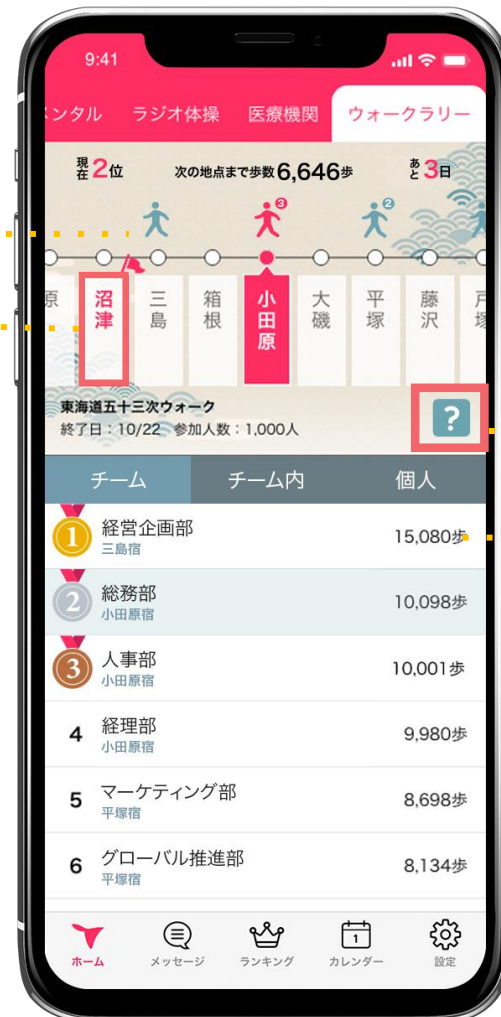 9:41
メンタル ラジオ体操 医療機関 ウォークラリー
現在2位 次の地点まで歩数6,646歩 あと3日
3 2
原 沼津 三島 箱根 小田原 大磯 平塚 藤沢 戸塚
東海道五十三次ウォーク
終了日：10/22 参加人数：1,000人
?
チーム チーム内 個人
1 経営企画部 15,080歩
三島宿
2 総務部 10,098歩
小田原宿
3 人事部 10,001歩
小田原宿
4 経理部 9,980歩
小田原宿
5 マーケティング部 8,698歩
平塚宿
6 グローバル推進部 8,134歩
平塚宿
1
ホーム メッセージ ランキング カレンダー 設定